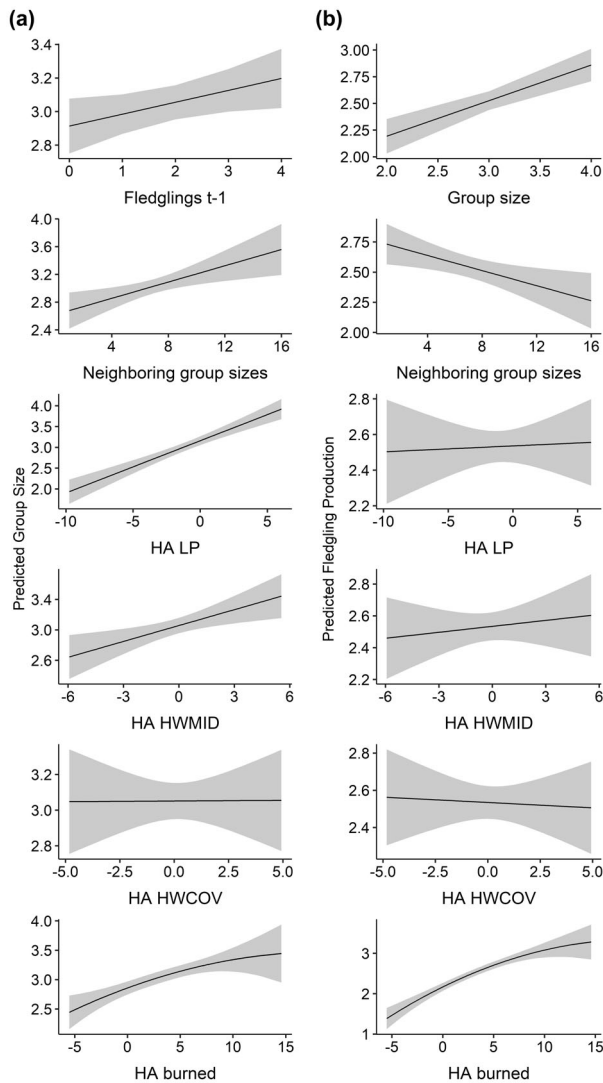 (a)
(b)
3.4
3.2
3.0
2.8
0 1 2 3 4
Fledglings t-1
3.00
2.75
2.50
2.25
2.00
2.0 2.5 3.0 3.5 4.0
Group size
4.0
3.6
3.2
2.8
2.4
4 8 12 16
Neighboring group sizes
2.75
2.50
2.25
2.00
4 8 12 16
Neighboring group sizes
Predicted Group Size
4.0
3.5
3.0
2.5
2.0
-10 -5 0 5
HA LP
Predicted Fledgling Production
2.8
2.6
2.4
2.2
-10 -5 0 5
HA LP
3.4
3.0
2.6
-6 -3 0 3 6
HA HWMID
2.8
2.6
2.4
2.2
-6 -3 0 3 6
HA HWMID
3.2
3.0
2.8
-5.0 -2.5 0.0 2.5 5.0
HA HWCOV
2.8
2.6
2.4
-5.0 -2.5 0.0 2.5 5.0
HA HWCOV
4.0
3.5
3.0
2.5
-5 0 5 10 15
HA burned
3
2
1
-5 0 5 10 15
HA burned